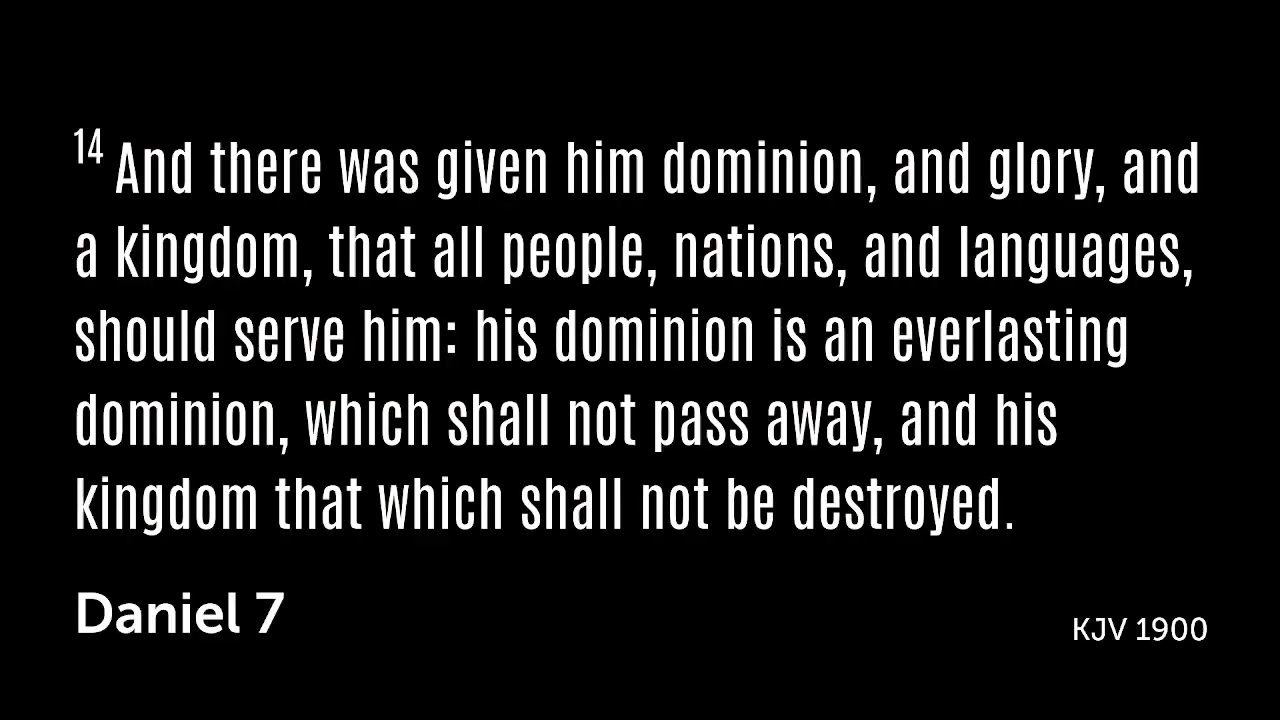 14 And there was given him dominion, and glory, and
a kingdom, that all people, nations, and languages,
should serve him: his dominion is an everlasting
dominion, which shall not pass away, and his
kingdom that which shall not be destroyed.
Daniel 7
KJV 1900